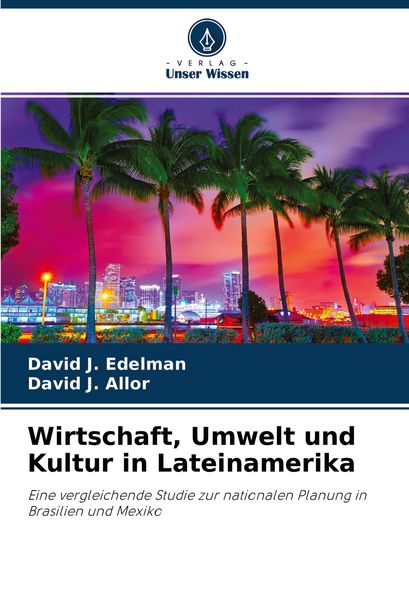 - V E R L A G -
Unser Wissen
David J. Edelman
David J. Allor
Wirtschaft, Umwelt und
Kultur in Lateinamerika
Eine vergleichende Studie zur nationalen Planung in
Brasilien und Mexiko